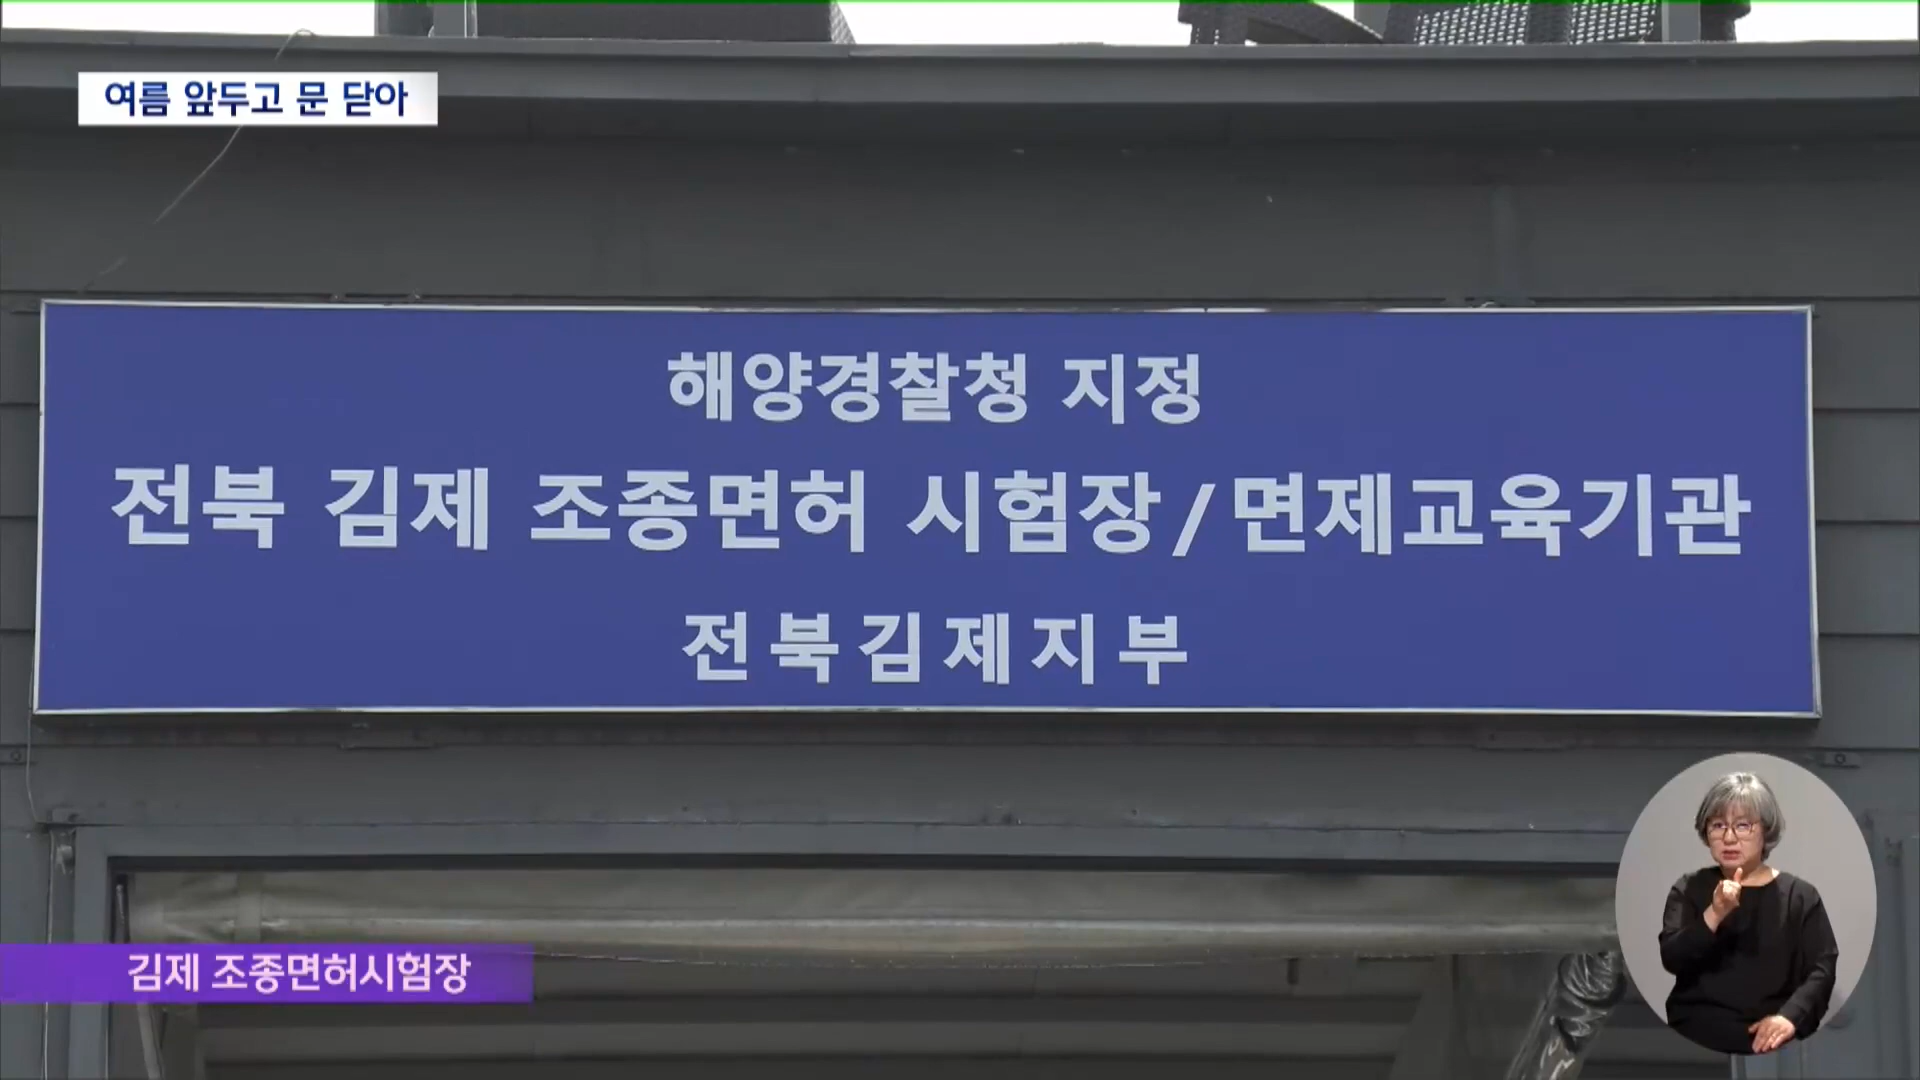 여름 앞두고 문 닫아
해양경찰청 지정
전북 김제 조종면허 시험장/면제교육기관
전북김제지부
김제 조종면허시험장